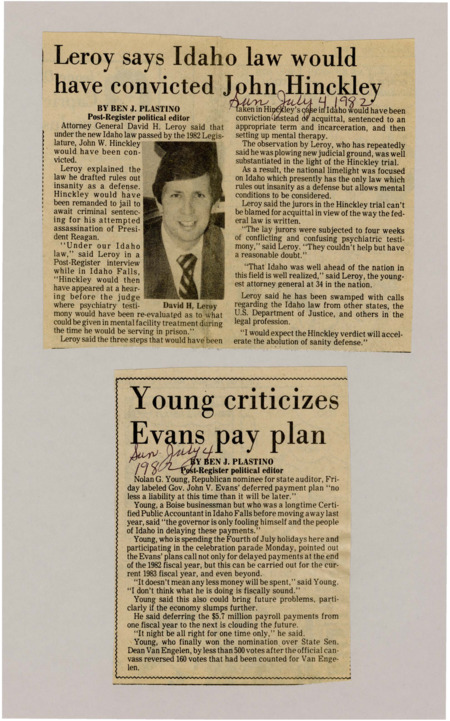 Leroy says Idaho law would
have convicted John Hinckley
Sun July 4, 1982
BY BEN J. PLASTINO
Post-Register political editor
Attorney General David H. Leroy said that
under the new Idaho law passed by the 1982 Legis-
lature, John W. Hinckley
would have been con-
victed.
Leroy explained the
law he drafted rules out
insanity as a defense.
Hinckley would have
been remanded to jail to
await criminal sentenc-
ing for his attempted
assassination of Presi-
dent Reagan.
"Under our Idaho
law," said Leroy in a
Post-Register interview
while in Idaho Falls,
"Hinckley would then
have appeared at a hear-
ing before the judge
where psychiatry testi-
mony would have been re-evaluated as to what
could be given in mental facility treatment during
the time he would be serving in prison."
Leroy said the three steps that would have been
David H. Leroy
taken in Hinckley's case if Idaho would have been
conviction instead of acquittal, sentenced to an
appropriate term and incarceration, and then
setting up mental therapy.
The observation by Leroy, who has repeatedly
said he was plowing new judicial ground, was well
substantiated in the light of the Hinckley trial.
As a result, the national limelight was focused
on Idaho which presently has the only law which
rules out insanity as a defense but allows mental
conditions to be considered.
Leroy said the jurors in the Hinckley trial can't
be blamed for acquittal in view of the way the fed-
eral law is written.
"The lay jurors were subjected to four weeks
of conflicting and confusing psychiatric testi-
mony," said Leroy. "They couldn't help but have
a reasonable doubt."
"That Idaho was well ahead of the nation in
this field is well realized," said Leroy, the young-
est attorney general at 34 in the nation.
Leroy said he has been swamped with calls
regarding the Idaho law from other states, the
U.S. Department of Justice, and others in the
legal profession.
"I would expect the Hinckley verdict will accel-
erate the abolution of sanity defense."
Young criticizes
Evans pay plan
Sun July 4
1982
BY BEN J. PLASTINO
Post-Register political editor
Nolan G. Young, Republican nominee for state auditor, Fri-
day labeled Gov. John V. Evans' deferred payment plan "no
less a liability at this time than it will be later."
Young, a Boise businessman but who was a longtime Certi-
fied Public Accountant in Idaho Falls before moving away last
year, said "the governor is only fooling himself and the people
of Idaho in delaying these payments."
Young, who is spending the Fourth of July holidays here and
participating in the celebration parade Monday, pointed out
the Evans' plans call not only for delayed payments at the end
of the 1982 fiscal year, but this can be carried out for the cur-
rent 1983 fiscal year, and even beyond.
"It doesn't mean any less money will be spent," said Young.
"I don't think what he is doing is fiscally sound."
Young said this also could bring future problems, parti-
clarly if the economy slumps further.
He said deferring the $5.7 million payroll payments from
one fiscal year to the next is clouding the future.
"It night be all right for one time only," he said.
Young, who finally won the nomination over State Sen.
Dean Van Engelen, by less than 500 votes after the official can-
vass reversed 160 votes that had been counted for Van Enge-
len.